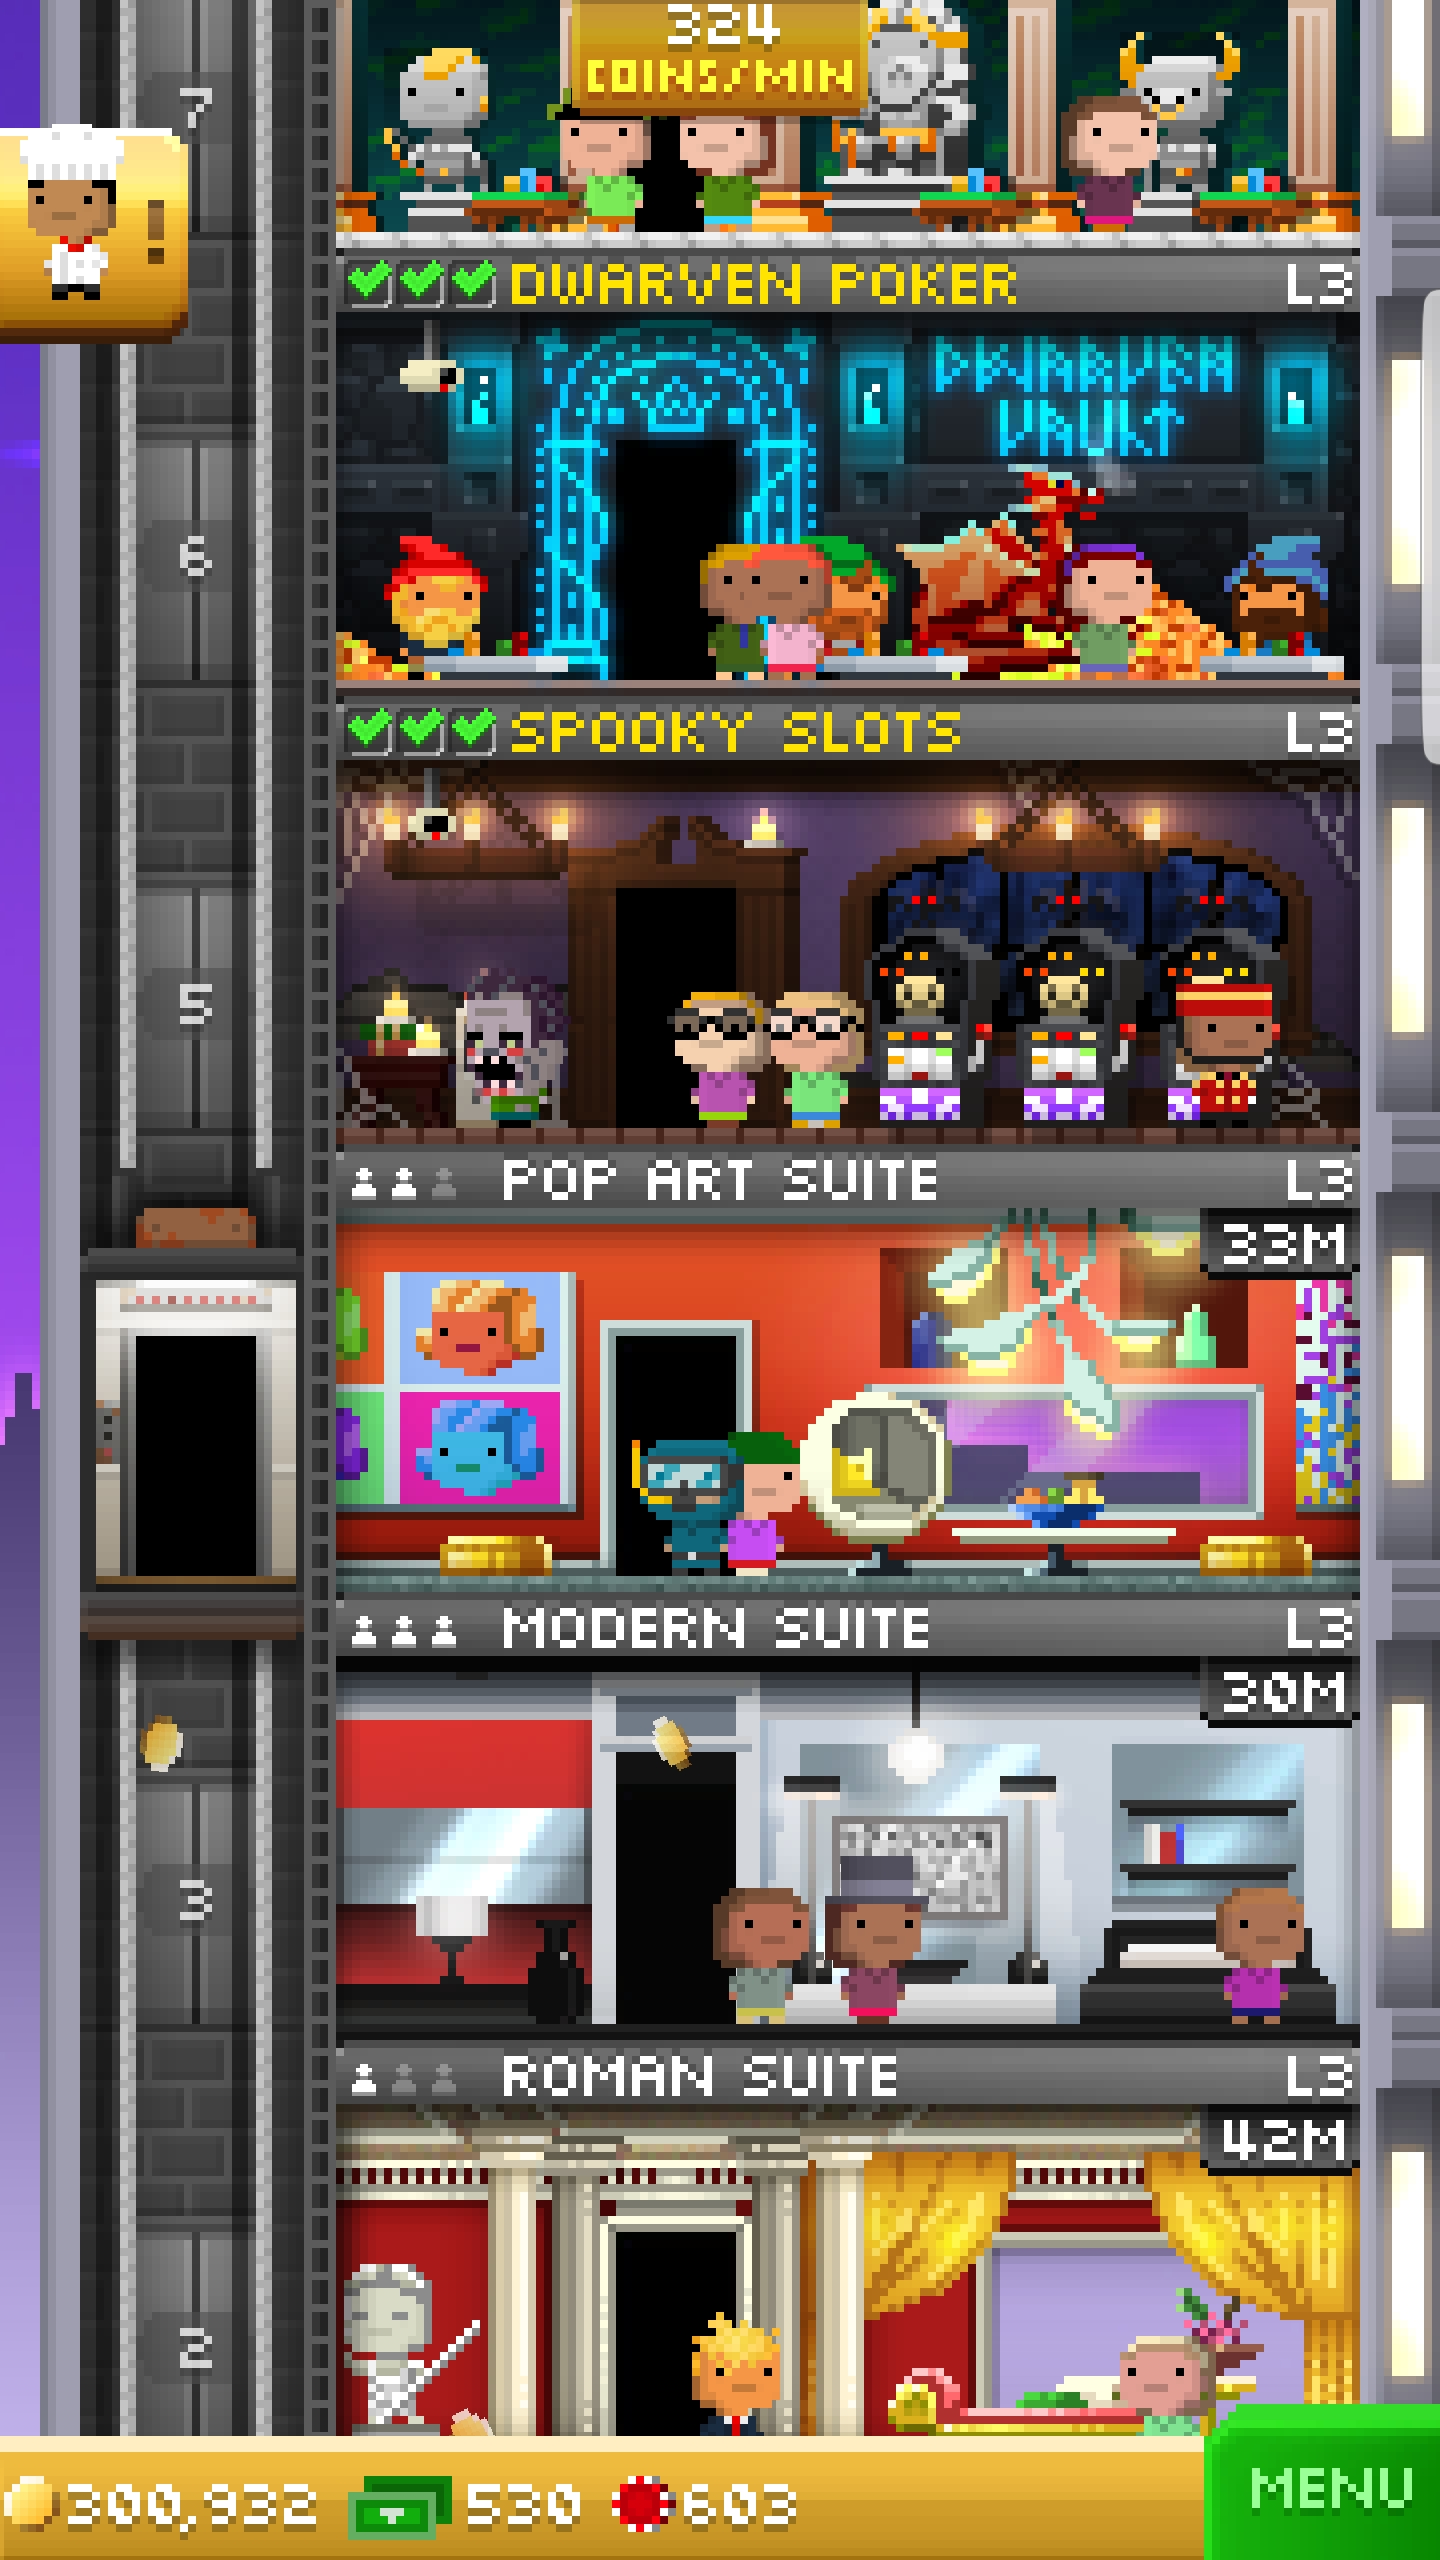 324
COINS/MIN
7
!
DWARVEN POKER L3
DWARVEN
VAULT
6
SPOOKY SLOTS L3
5
POP ART SUITE L3
33M
MODERN SUITE L3
30M
3
ROMAN SUITE L3
42M
2
300,932 530 603
MENU